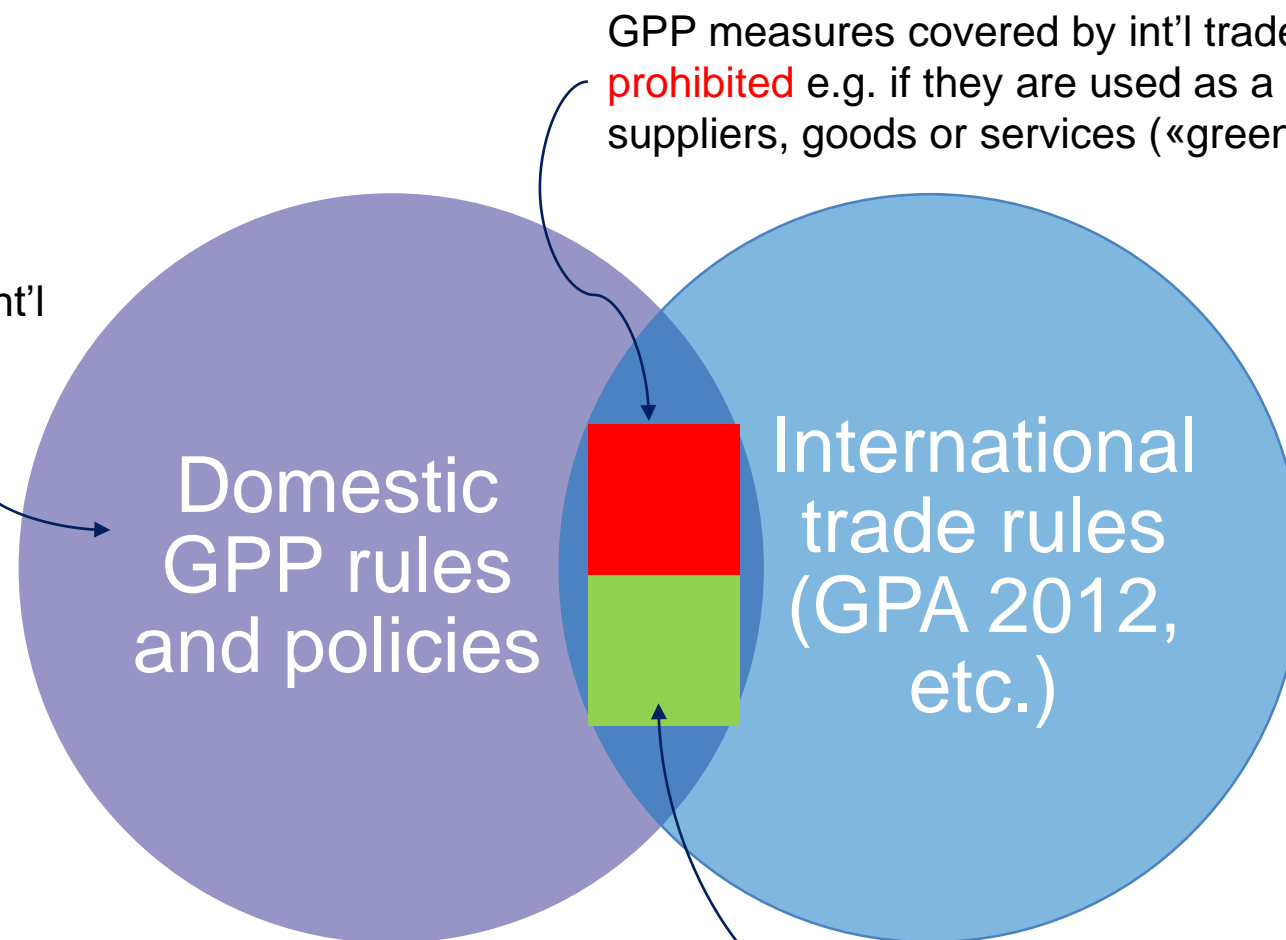 GPP measures covered by int’l trade
prohibited e.g. if they are used as a
suppliers, goods or services («green
nt’l
Domestic
GPP rules
and policies
International
trade rules
(GPA 2012,
etc.)